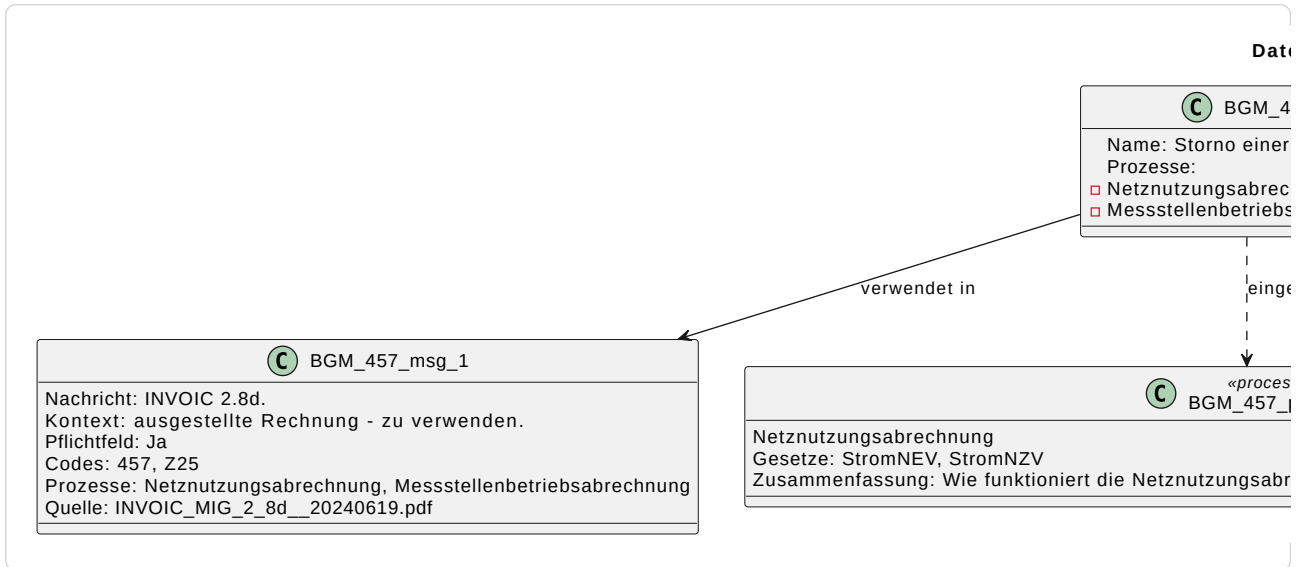 Date
C BGM_4
Name: Storno einer
Prozesse:
Netznutzungsabrec
Messstellenbetriebs
verwendet in
einge
C BGM_457_msg_1
Nachricht: INVOIC 2.8d.
Kontext: ausgestellte Rechnung - zu verwenden.
Pflichtfeld: Ja
Codes: 457, Z25
Prozesse: Netznutzungsabrechnung, Messstellenbetriebsabrechnung
Quelle: INVOIC_MIG_2_8d__20240619.pdf
«proces
C BGM_457_p
Netznutzungsabrechnung
Gesetze: StromNEV, StromNZV
Zusammenfassung: Wie funktioniert die Netznutzungsabr